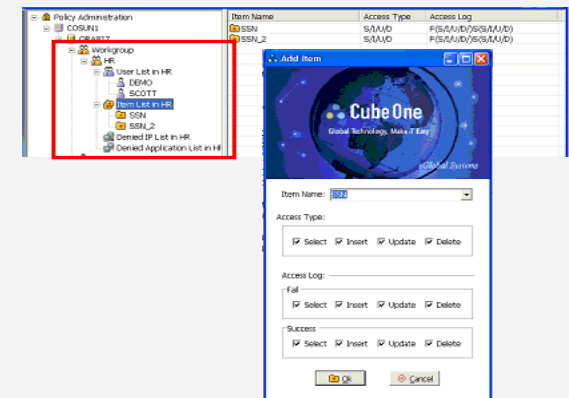 Policy Administration
COSUN1
ORA817
Workgroup
HR
User List in HR
DEMO
SCOTT
Item List in HR
SSN
SSN_2
Denied IP List in HR
Denied Application List in HR
Item Name Access Type Access Log
SSN S/I/U/D F(S/I/U/D)/S(S/I/U/D)
SSN_2 S/I/U/D F(S/I/U/D)/S(S/I/U/D)
Add Item
CubeOne
Global Technology, Make IT Easy
eGlobal Systems
Item Name: SSN
Access Type:
Select Insert Update Delete
Access Log:
Fail
Select Insert Update Delete
Success
Select Insert Update Delete
Ok Cancel